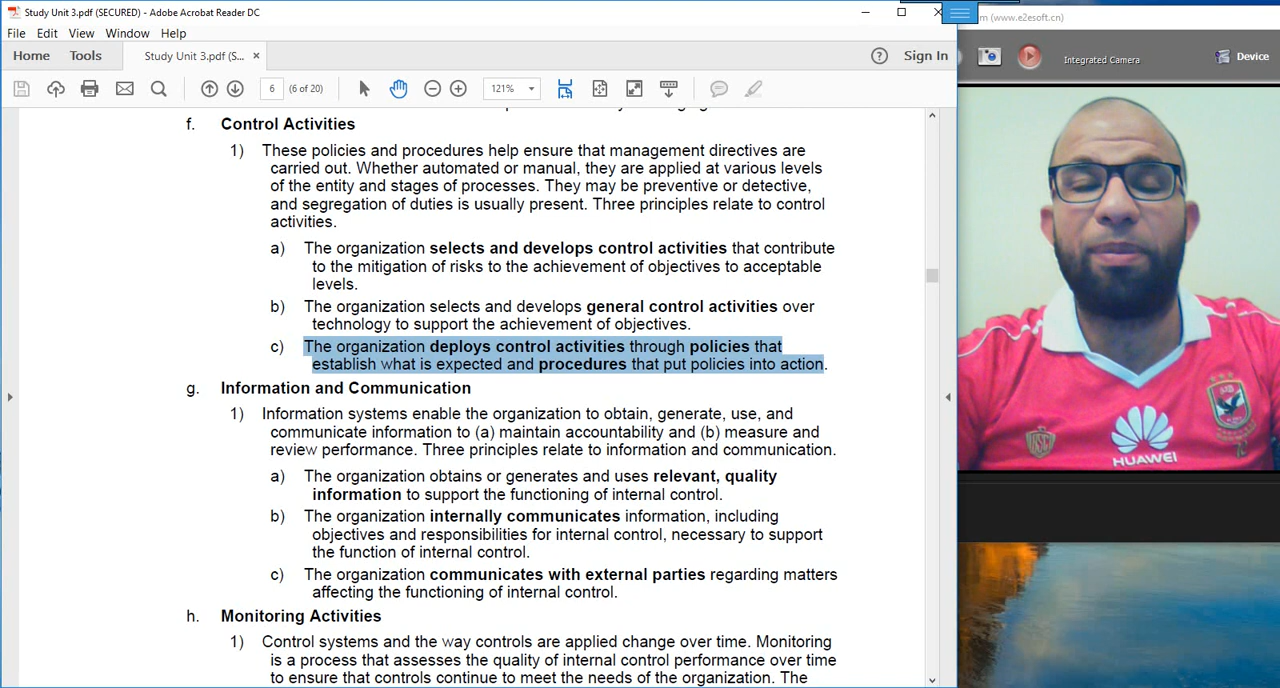 Study Unit 3.pdf (SECURED) - Adobe Acrobat Reader DC
m (www.e2esoft.cn)
File Edit View Window Help
Home Tools Study Unit 3.pdf (S... × Sign In
Integrated Camera
Device
6 (6 of 20) 121%
f. Control Activities
1) These policies and procedures help ensure that management directives are
carried out. Whether automated or manual, they are applied at various levels
of the entity and stages of processes. They may be preventive or detective,
and segregation of duties is usually present. Three principles relate to control
activities.
a) The organization selects and develops control activities that contribute
to the mitigation of risks to the achievement of objectives to acceptable
levels.
b) The organization selects and develops general control activities over
technology to support the achievement of objectives.
c) The organization deploys control activities through policies that
establish what is expected and procedures that put policies into action.
g. Information and Communication
1) Information systems enable the organization to obtain, generate, use, and
communicate information to (a) maintain accountability and (b) measure and
review performance. Three principles relate to information and communication.
a) The organization obtains or generates and uses relevant, quality
information to support the functioning of internal control.
b) The organization internally communicates information, including
objectives and responsibilities for internal control, necessary to support
the function of internal control.
c) The organization communicates with external parties regarding matters
affecting the functioning of internal control.
h. Monitoring Activities
1) Control systems and the way controls are applied change over time. Monitoring
is a process that assesses the quality of internal control performance over time
to ensure that controls continue to meet the needs of the organization. The
HUAWEI